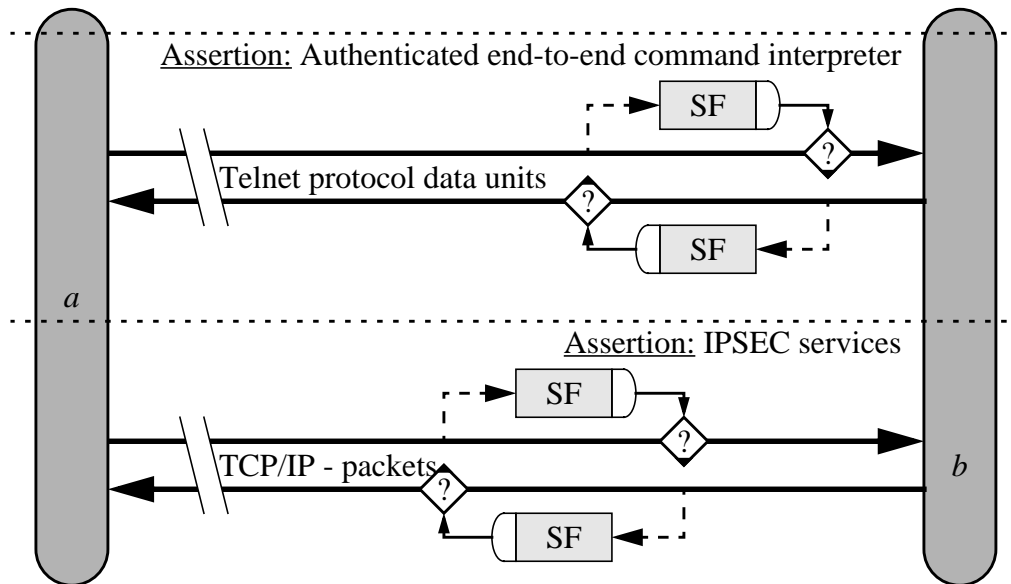 Assertion: Authenticated end-to-end command interpreter
SF
?
Telnet protocol data units
?
SF
a
Assertion: IPSEC services
SF
?
TCP/IP - packets
?
b
SF